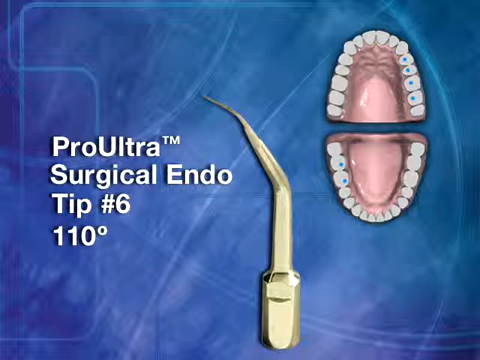 ProUltra™
Surgical Endo
Tip #6
110º